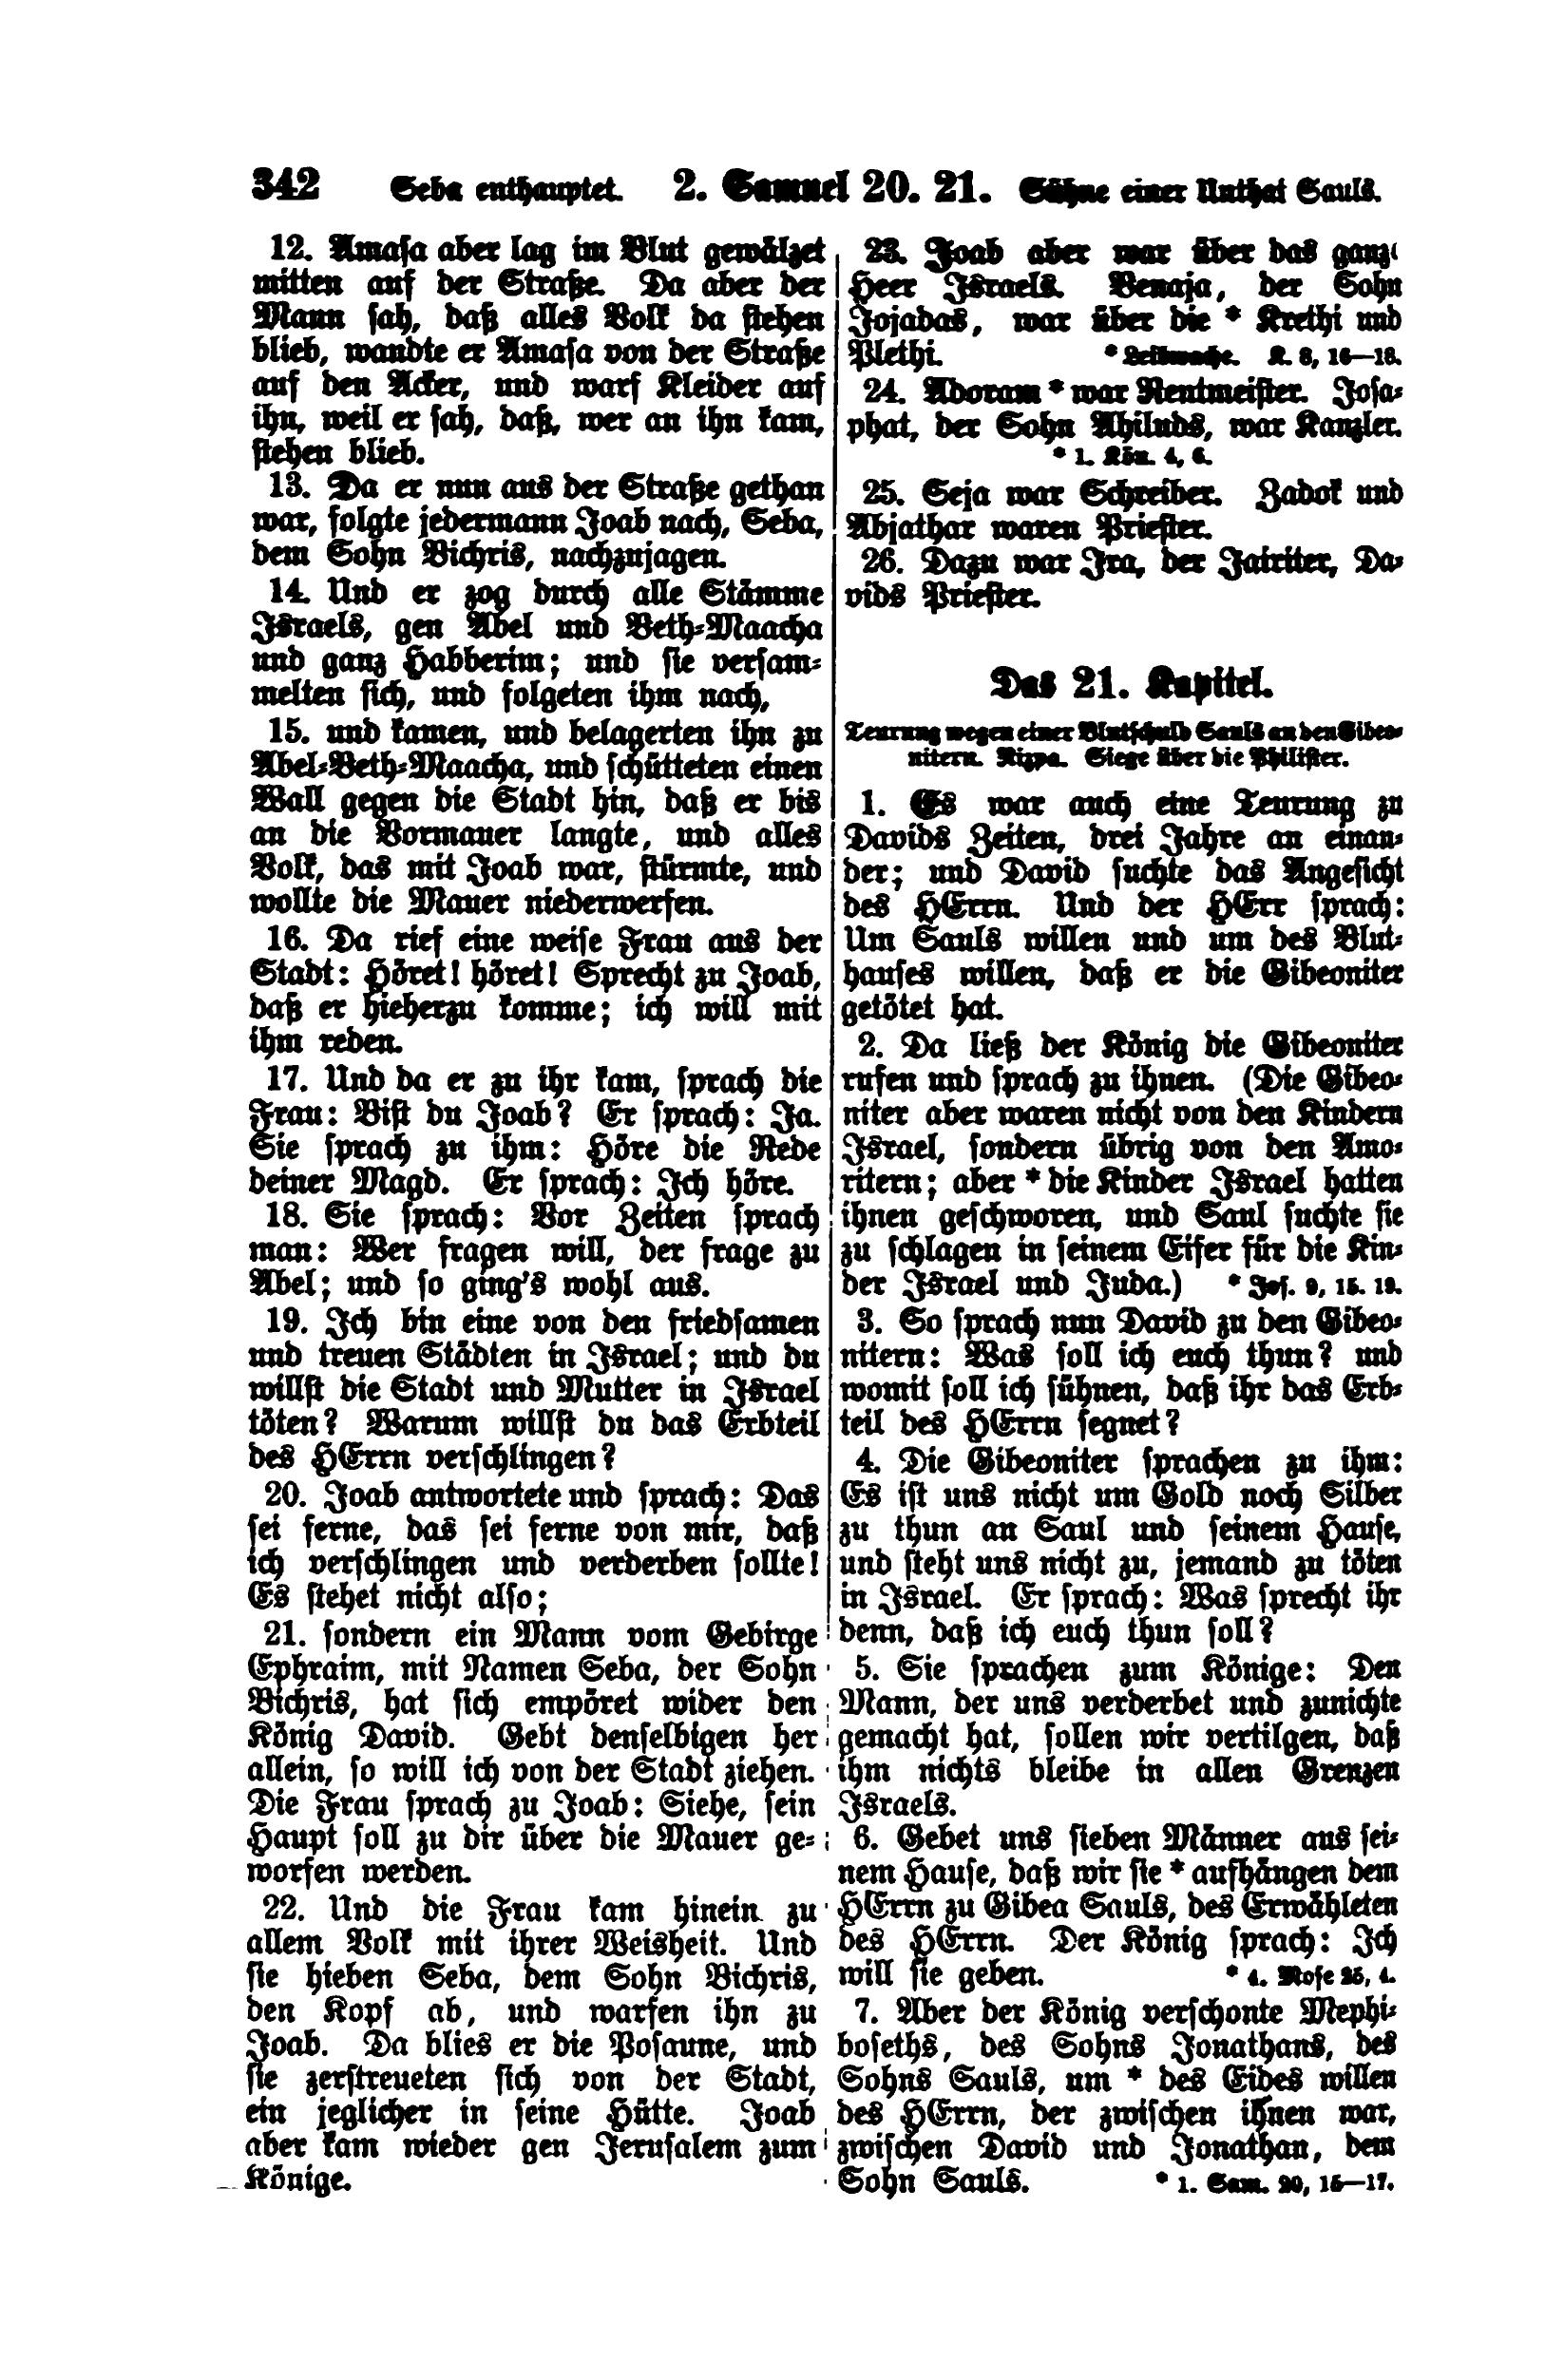 342 Seba enthauptet. 2. Samuel 20. 21. Sühne einer Unthat Sauls.
12. Amasa aber lag im Blut gewälzet
mitten auf der Straße. Da aber der
Mann sah, daß alles Volk da stehen
blieb, wandte er Amasa von der Straße
auf den Acker, und warf Kleider auf
ihn, weil er sah, daß, wer an ihn kam,
stehen blieb.
13. Da er nun aus der Straße gethan
war, folgte jedermann Joab nach, Seba,
dem Sohn Bichris, nachzujagen.
14. Und er zog durch alle Stämme
Israels, gen Abel und Beth-Maacha
und ganz Habberim; und sie versam-
melten sich, und folgeten ihm nach,
15. und kamen, und belagerten ihn zu
Abel-Beth-Maacha, und schütteten einen
Wall gegen die Stadt hin, daß er bis
an die Vormauer langte, und alles
Volk, das mit Joab war, stürmte, und
wollte die Mauer niederwerfen.
16. Da rief eine weise Frau aus der
Stadt: Höret! höret! Sprecht zu Joab,
daß er hieherzu komme; ich will mit
ihm reden.
17. Und da er zu ihr kam, sprach die
Frau: Bist du Joab? Er sprach: Ja.
Sie sprach zu ihm: Höre die Rede
deiner Magd. Er sprach: Ich höre.
18. Sie sprach: Vor Zeiten sprach
man: Wer fragen will, der frage zu
Abel; und so ging's wohl aus.
19. Ich bin eine von den friedsamen
und treuen Städten in Israel; und du
willst die Stadt und Mutter in Israel
töten? Warum willst du das Erbteil
des HErrn verschlingen?
20. Joab antwortete und sprach: Das
sei ferne, das sei ferne von mir, daß
ich verschlingen und verderben sollte!
Es stehet nicht also;
21. sondern ein Mann vom Gebirge
Ephraim, mit Namen Seba, der Sohn
Bichris, hat sich empöret wider den
König David. Gebt denselbigen her
allein, so will ich von der Stadt ziehen.
Die Frau sprach zu Joab: Siehe, sein
Haupt soll zu dir über die Mauer ge-
worfen werden.
22. Und die Frau kam hinein zu
allem Volk mit ihrer Weisheit. Und
sie hieben Seba, dem Sohn Bichris,
den Kopf ab, und warfen ihn zu
Joab. Da blies er die Posaune, und
sie zerstreueten sich von der Stadt,
ein jeglicher in seine Hütte. Joab
aber kam wieder gen Jerusalem zum
Könige.
23. Joab aber war über das ganze
Heer Israels. Benaja, der Sohn
Jojadas, war über die * Krethi und
Plethi. * Leibwache. K. 8, 16—18.
24. Adoram * war Rentmeister. Josa-
phat, der Sohn Ahiluds, war Kanzler.
* 1. Kön. 4, 6.
25. Seja war Schreiber. Zadok und
Abjathar waren Priester.
26. Dazu war Ira, der Jairiter, Da-
vids Priester.
Das 21. Kapitel.
Teurung wegen einer Blutschuld Sauls an den Gibeo-
nitern. Rizpa. Siege über die Philister.
1. Es war auch eine Teurung zu
Davids Zeiten, drei Jahre an einan-
der; und David suchte das Angesicht
des HErrn. Und der HErr sprach:
Um Sauls willen und um des Blut-
hauses willen, daß er die Gibeoniter
getötet hat.
2. Da ließ der König die Gibeoniter
rufen und sprach zu ihnen. (Die Gibeo-
niter aber waren nicht von den Kindern
Israel, sondern übrig von den Amo-
ritern; aber * die Kinder Israel hatten
ihnen geschworen, und Saul suchte sie
zu schlagen in seinem Eifer für die Kin-
der Israel und Juda.) * Jos. 9, 15. 19.
3. So sprach nun David zu den Gibeo-
nitern: Was soll ich euch thun? und
womit soll ich sühnen, daß ihr das Erb-
teil des HErrn segnet?
4. Die Gibeoniter sprachen zu ihm:
Es ist uns nicht um Gold noch Silber
zu thun an Saul und seinem Hause,
und steht uns nicht zu, jemand zu töten
in Israel. Er sprach: Was sprecht ihr
denn, daß ich euch thun soll?
5. Sie sprachen zum Könige: Den
Mann, der uns verderbet und zunichte
gemacht hat, sollen wir vertilgen, daß
ihm nichts bleibe in allen Grenzen
Israels.
6. Gebet uns sieben Männer aus sei-
nem Hause, daß wir sie * aufhängen dem
HErrn zu Gibea Sauls, des Erwähleten
des HErrn. Der König sprach: Ich
will sie geben. * 4. Mose 25, 4.
7. Aber der König verschonte Mephi-
boseths, des Sohns Jonathans, des
Sohns Sauls, um * des Eides willen
des HErrn, der zwischen ihnen war,
zwischen David und Jonathan, dem
Sohn Sauls. * 1. Sam. 20, 15—17.